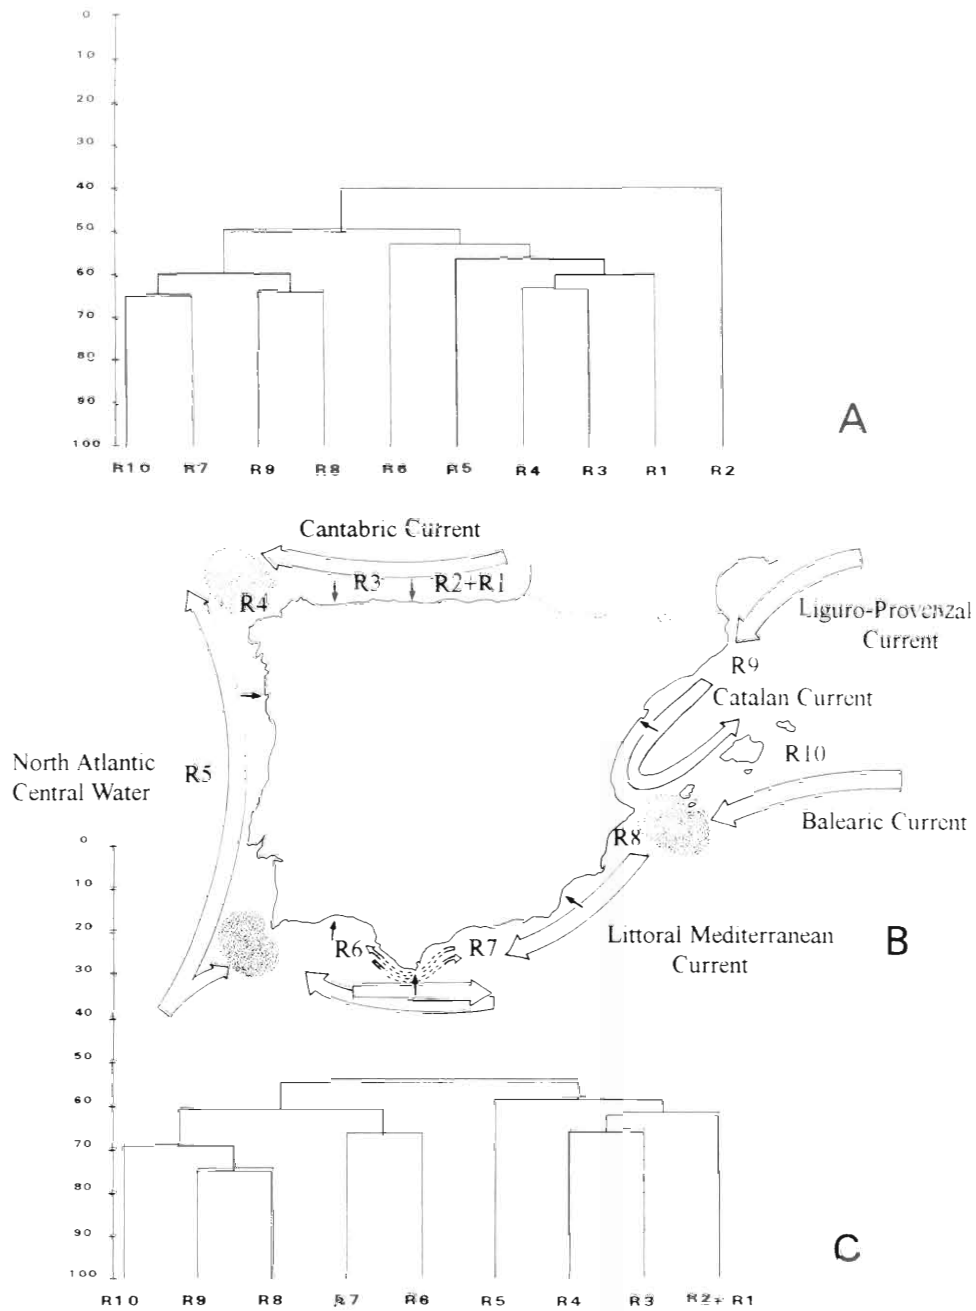 0
10
20
30
40
50
60
70
80
90
100
A
R10 R7 R9 R8 R6 R5 R4 R3 R1 R2
Cantabric Current
R3 R2+R1
R4
Liguro-Provenzal
Current
R9
Catalan Current
R10
North Atlantic
Central Water
R5
Balearic Current
R8
Littoral Mediterranean
Current
R6 R7
B
0
10
20
30
40
50
60
70
80
90
100
C
R10 R9 R8 R7 R6 R5 R4 R3 R2+R1